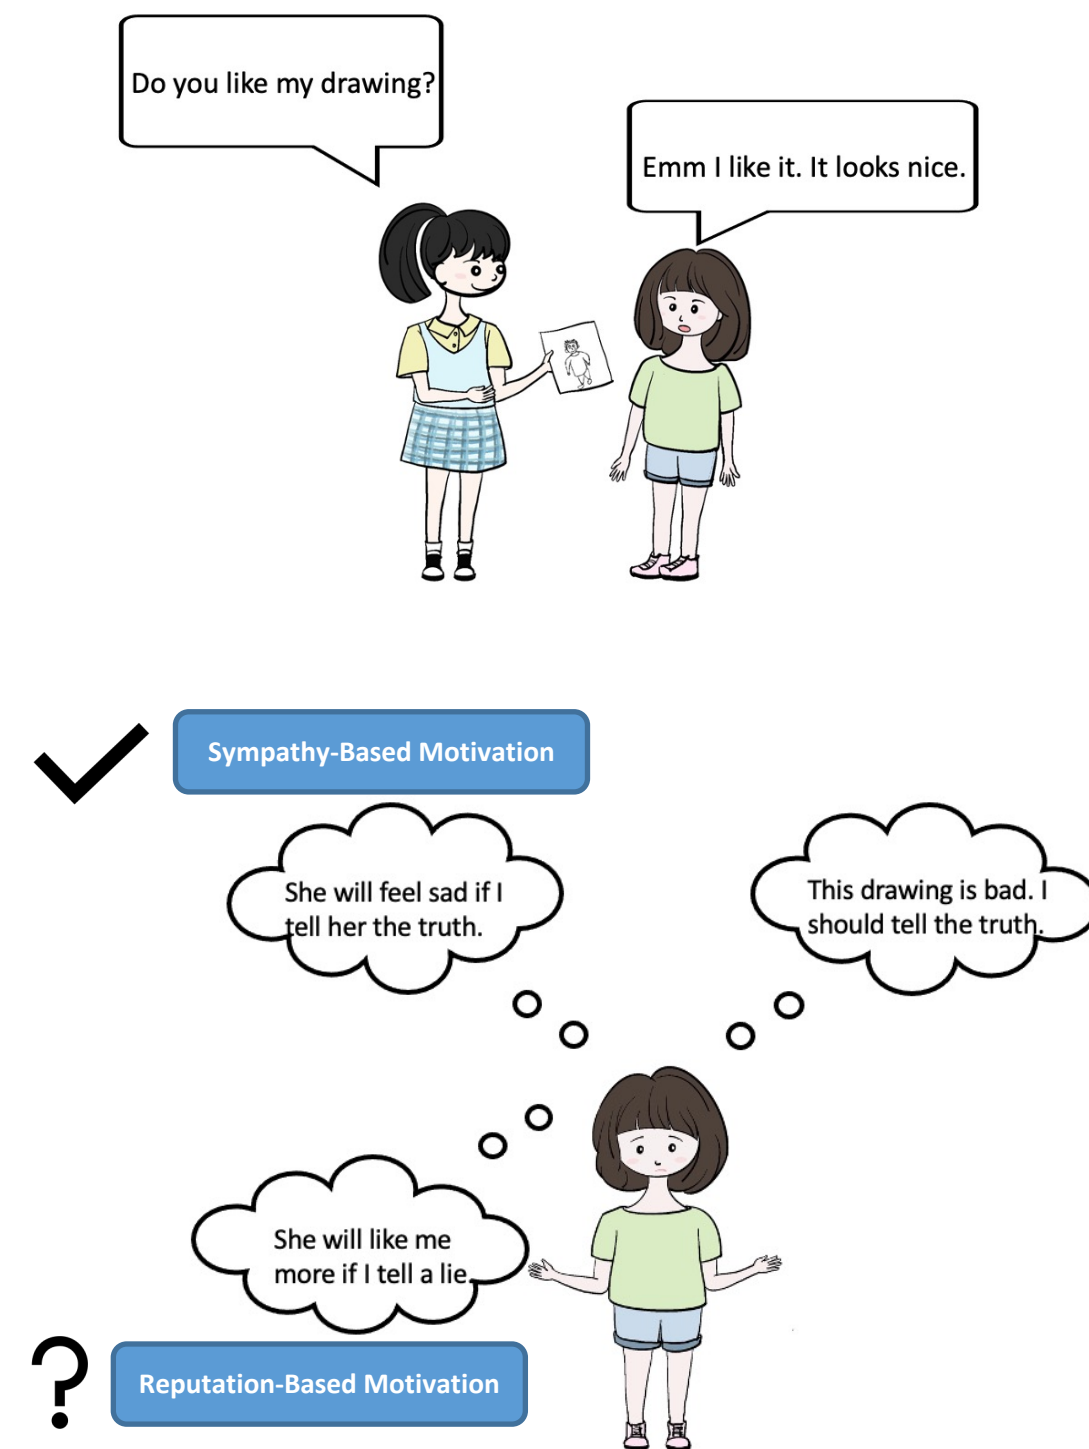 Do you like my drawing?
Emm I like it. It looks nice.
Sympathy-Based Motivation
She will feel sad if I
tell her the truth.
This drawing is bad. I
should tell the truth.
She will like me
more if I tell a lie.
?
Reputation-Based Motivation